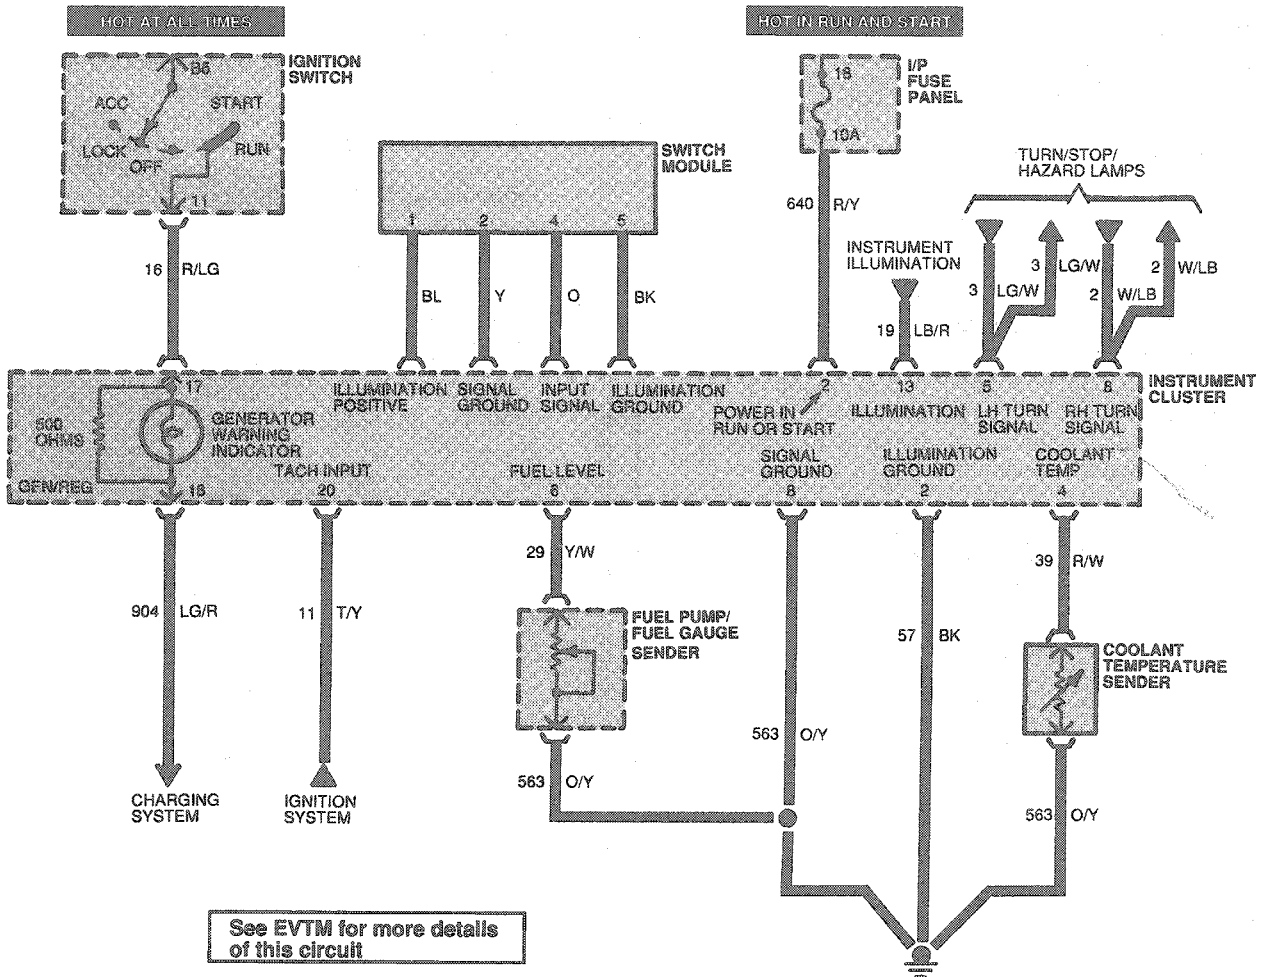 HOT AT ALL TIMES
HOT IN RUN AND START
B5
IGNITION
SWITCH
ACC
START
LOCK
OFF
RUN
11
SWITCH
MODULE
1 2 4 5
18
10A
I/P
FUSE
PANEL
TURN/STOP/
HAZARD LAMPS
16 R/LG
BL
Y
O
BK
640 R/Y
INSTRUMENT
ILLUMINATION
19 LB/R
3 LG/W
3 LG/W
2 W/LB
2 W/LB
INSTRUMENT
CLUSTER
17
500
OHMS
GENERATOR
WARNING
INDICATOR
GEN/REG
18
ILLUMINATION
POSITIVE
SIGNAL
GROUND
INPUT
SIGNAL
ILLUMINATION
GROUND
2
POWER IN
RUN OR START
13
ILLUMINATION
5
LH TURN
SIGNAL
6
RH TURN
SIGNAL
TACH INPUT
20
FUEL LEVEL
6
SIGNAL
GROUND
8
ILLUMINATION
GROUND
2
COOLANT
TEMP
4
904 LG/R
11 T/Y
29 Y/W
57 BK
39 R/W
FUEL PUMP/
FUEL GAUGE
SENDER
COOLANT
TEMPERATURE
SENDER
563 O/Y
563 O/Y
563 O/Y
CHARGING
SYSTEM
IGNITION
SYSTEM
See EVTM for more details
of this circuit